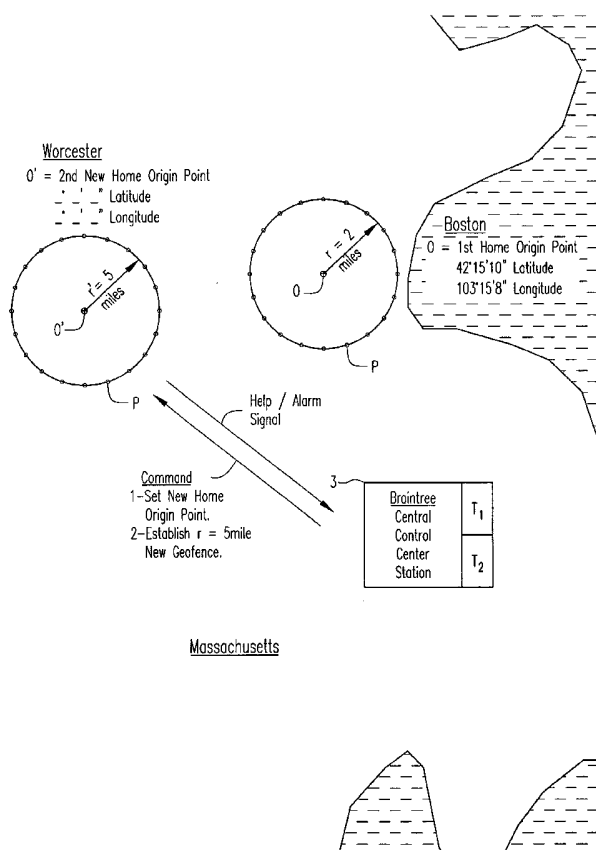 Worcester
O' = 2nd New Home Origin Point
_° _' _" Latitude
_° _' _" Longitude
r'= 5
miles
O'
P
r = 2
miles
O
P
Boston
O = 1st Home Origin Point
42°15'10" Latitude
103°15'8" Longitude
Help / Alarm
Signal
Command
1-Set New Home
Origin Point.
2-Establish r = 5mile
New Geofence.
3
Braintree
Central
Control
Center
Station
T1
T2
Massachusetts